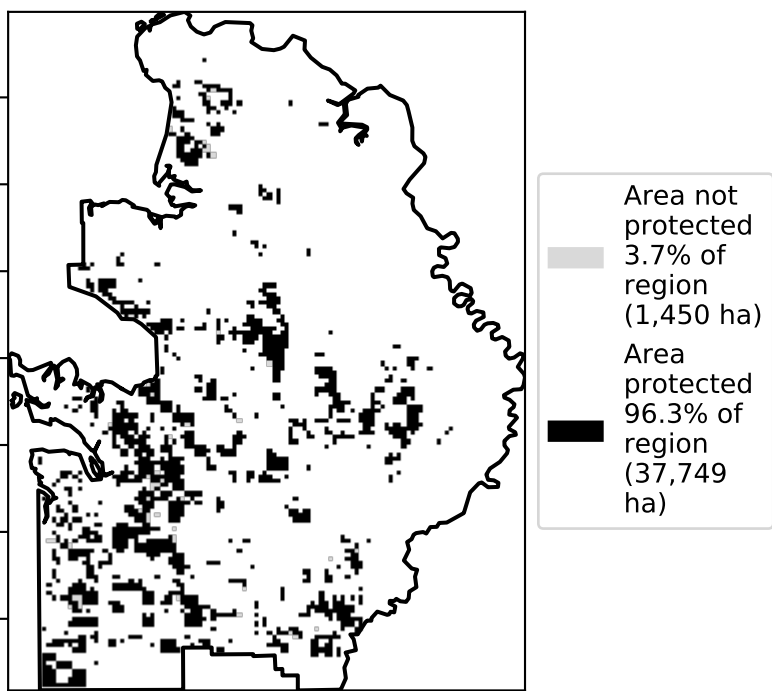 Area not
protected
3.7% of
region
(1,450 ha)
Area
protected
96.3% of
region
(37,749
ha)